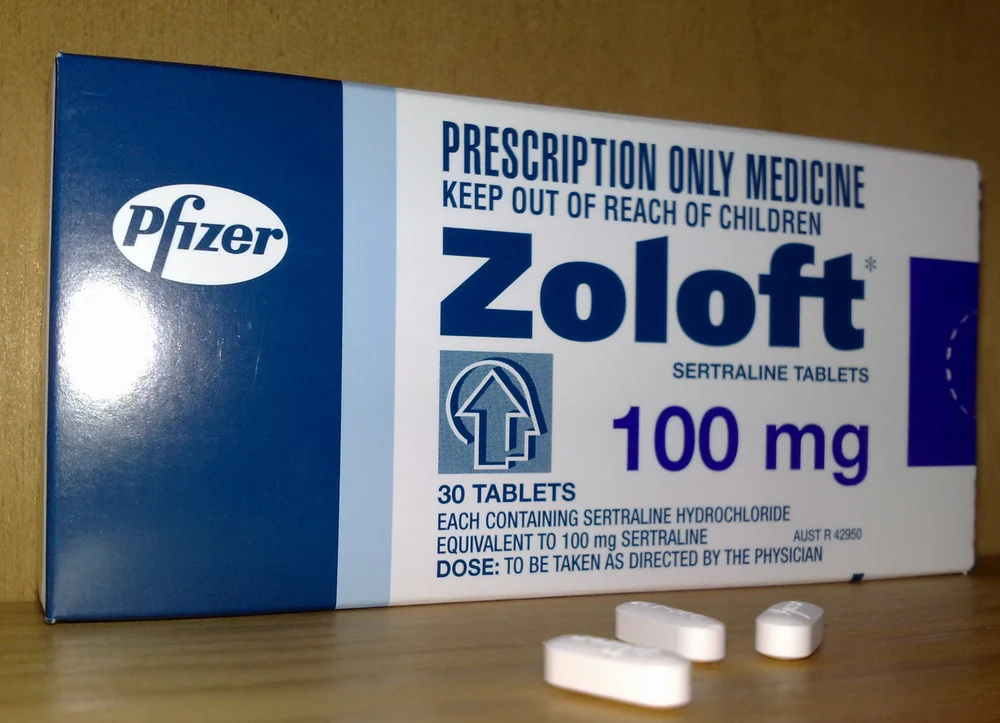 Pfizer
PRESCRIPTION ONLY MEDICINE
KEEP OUT OF REACH OF CHILDREN
Zoloft*
SERTRALINE TABLETS
100 mg
30 TABLETS
EACH CONTAINING SERTRALINE HYDROCHLORIDE
EQUIVALENT TO 100 mg SERTRALINE
AUST R 42950
DOSE: TO BE TAKEN AS DIRECTED BY THE PHYSICIAN